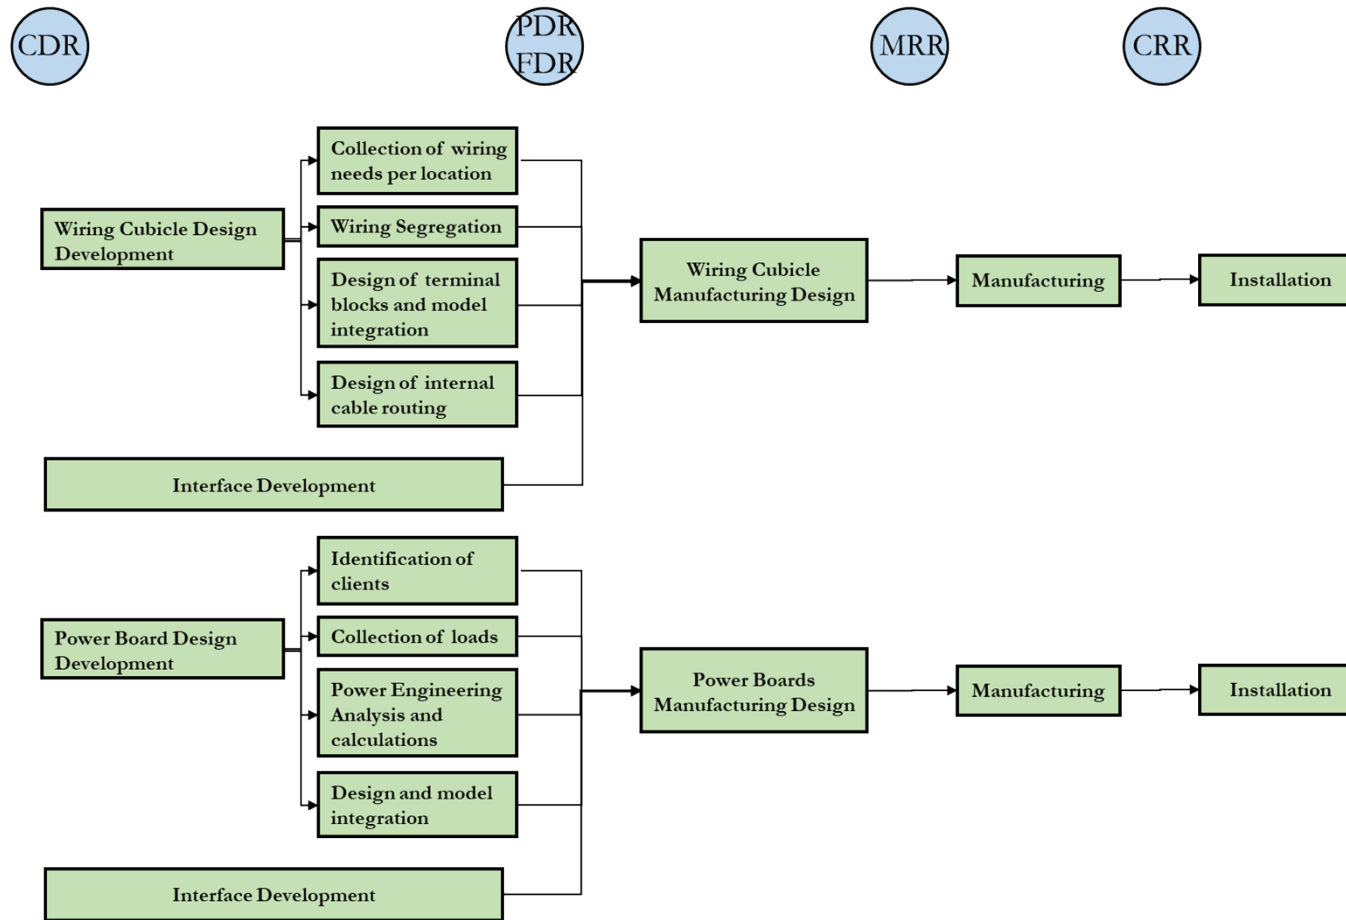 CDR
PDR
FDR
MRR
CRR
Collection of wiring
needs per location
Wiring Cubicle Design
Development
Wiring Segregation
Design of terminal
blocks and model
integration
Design of internal
cable routing
Wiring Cubicle
Manufacturing Design
Manufacturing
Installation
Interface Development
Identification of
clients
Power Board Design
Development
Collection of loads
Power Engineering
Analysis and
calculations
Design and model
integration
Power Boards
Manufacturing Design
Manufacturing
Installation
Interface Development